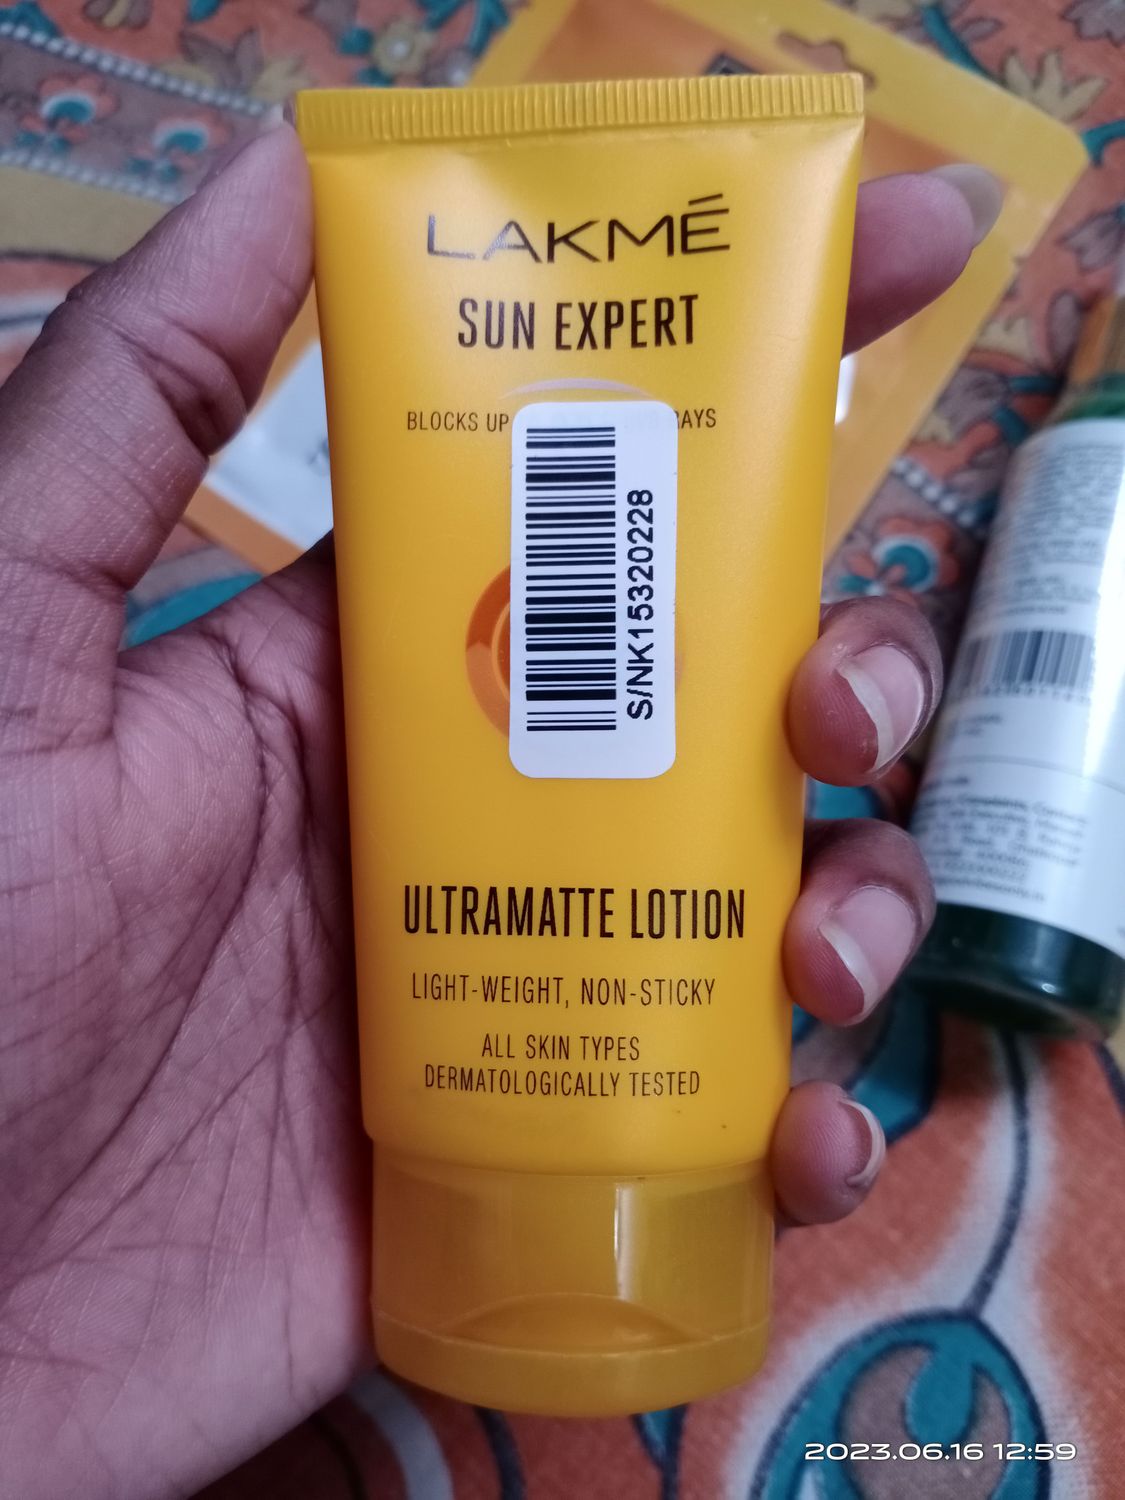 LAKMÉ
SUN EXPERT
BLOCKS UP RAYS
S/NK15320228
ULTRAMATTE LOTION
LIGHT-WEIGHT, NON-STICKY
ALL SKIN TYPES
DERMATOLOGICALLY TESTED
2023.06.16 12:59